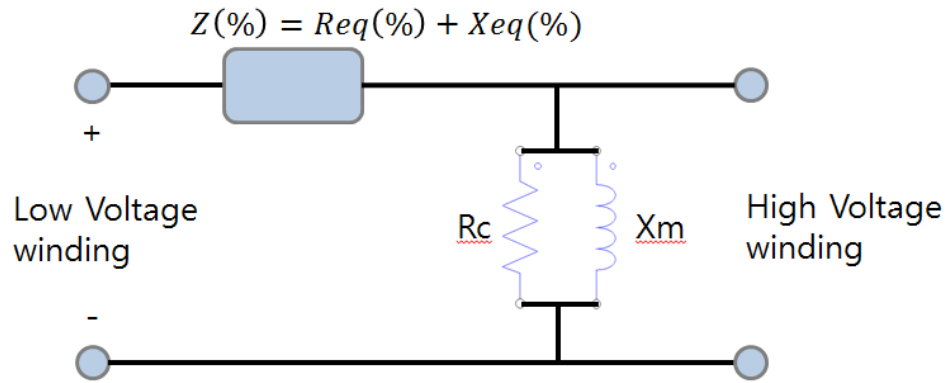 Z(%) = Req(%) + Xeq(%)
+
Low Voltage
winding
-
Rc
Xm
High Voltage
winding